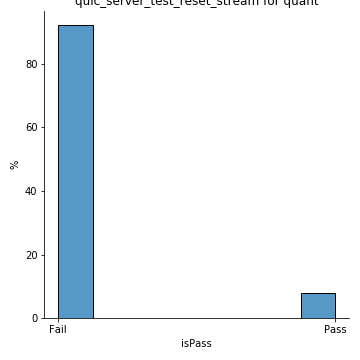 quic_server_test_reset_stream for quant
80
60
%
40
20
0
Fail
Pass
isPass